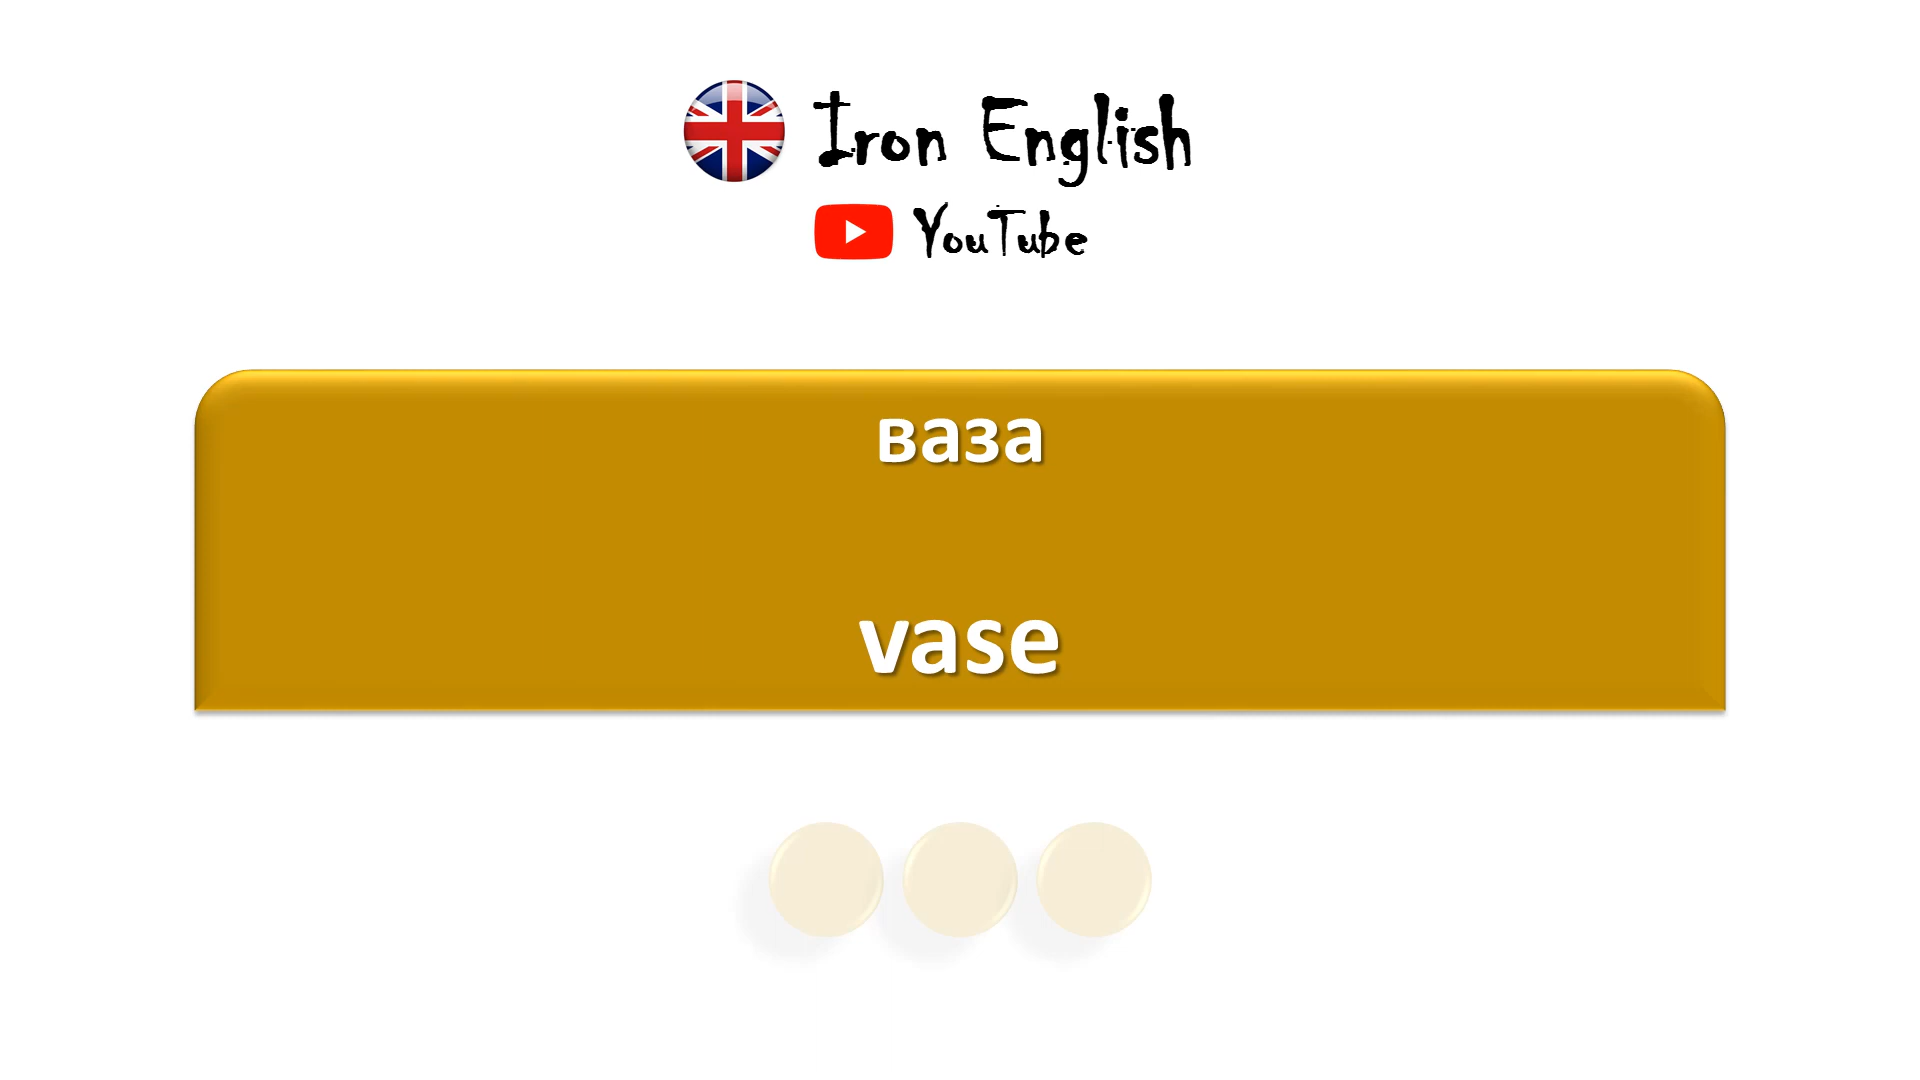 Iron English
YouTube
ваза
vase